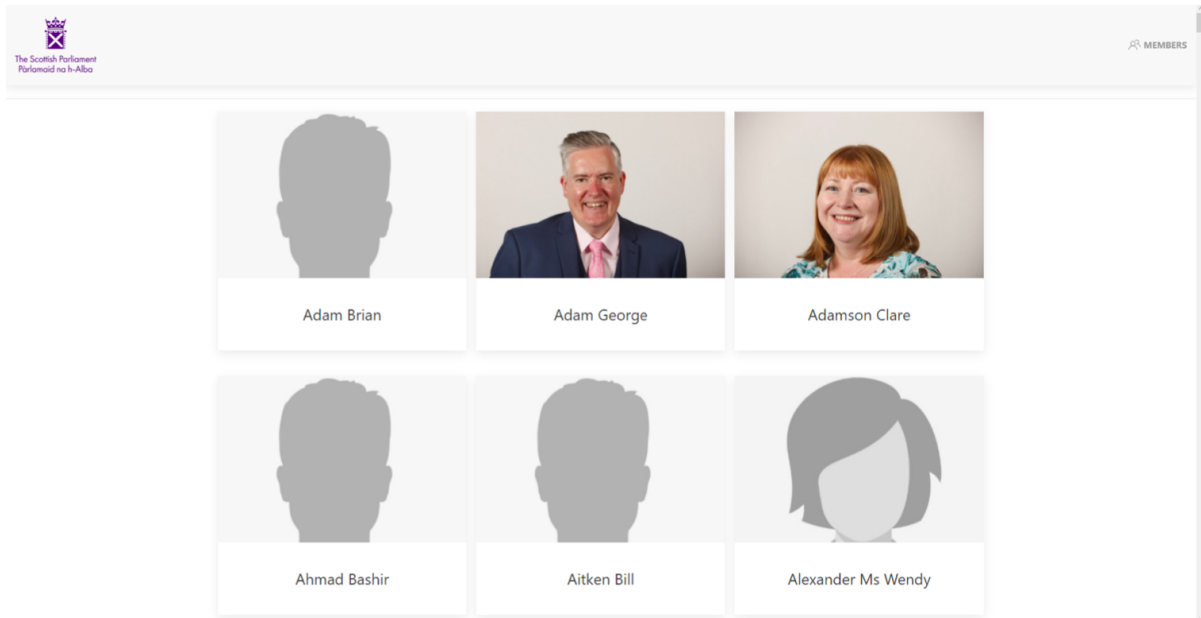 The Scottish Parliament
Pàrlamaid na h-Alba
MEMBERS
Adam Brian
Adam George
Adamson Clare
Ahmad Bashir
Aitken Bill
Alexander Ms Wendy